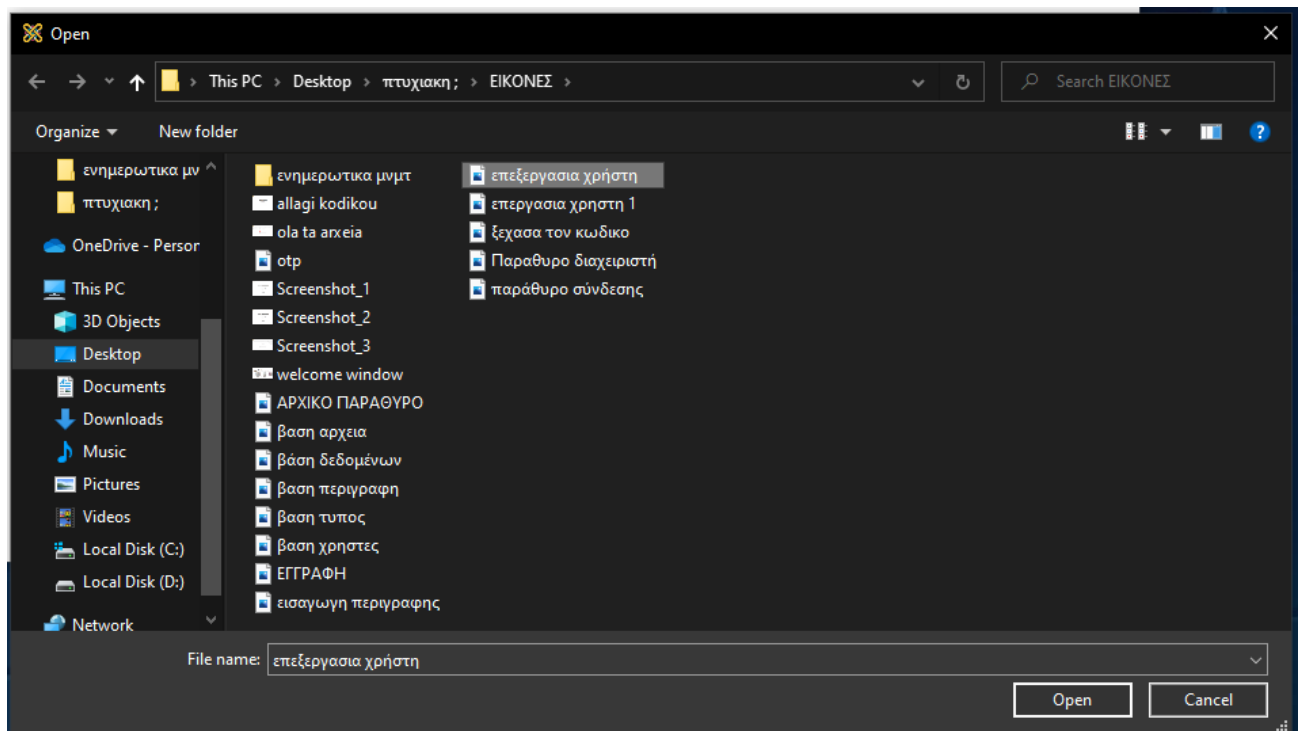 Open
This PC > Desktop > πτυχιακη ; > ΕΙΚΟΝΕΣ >
Search ΕΙΚΟΝΕΣ
Organize
New folder
ενημερωτικα μν
πτυχιακη ;
OneDrive - Person
This PC
3D Objects
Desktop
Documents
Downloads
Music
Pictures
Videos
Local Disk (C:)
Local Disk (D:)
Network
ενημερωτικα μνμτ
allagi kodikou
ola ta arxeia
otp
Screenshot_1
Screenshot_2
Screenshot_3
welcome window
ΑΡΧΙΚΟ ΠΑΡΑΘΥΡΟ
βαση αρχεια
βάση δεδομένων
βαση περιγραφη
βαση τυπος
βαση χρηστες
ΕΓΓΡΑΦΗ
εισαγωγη περιγραφης
επεξεργασια χρήστη
επεργασια χρηστη 1
ξεχασα τον κωδικο
Παραθυρο διαχειριστή
παράθυρο σύνδεσης
File name: επεξεργασια χρήστη
Open
Cancel